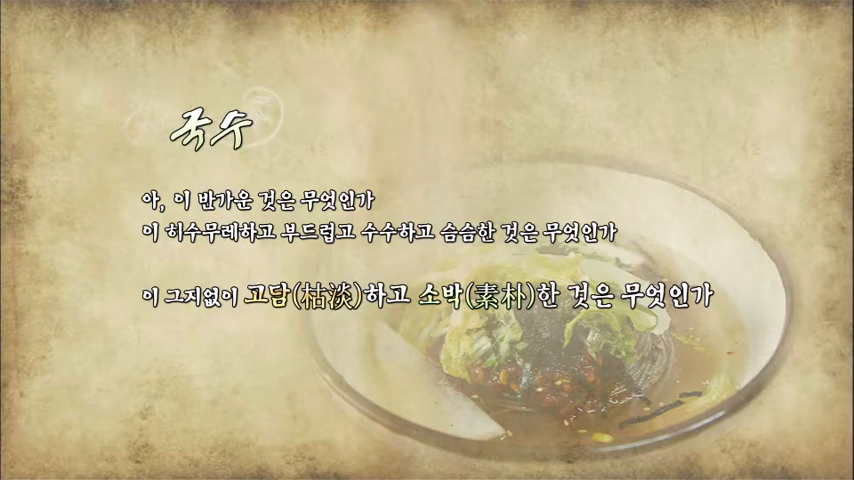 국수
아, 이 반가운 것은 무엇인가
이 히수무레하고 부드럽고 수수하고 슴슴한 것은 무엇인가
이 그지없이 고담(枯淡)하고 소박(素朴)한 것은 무엇인가